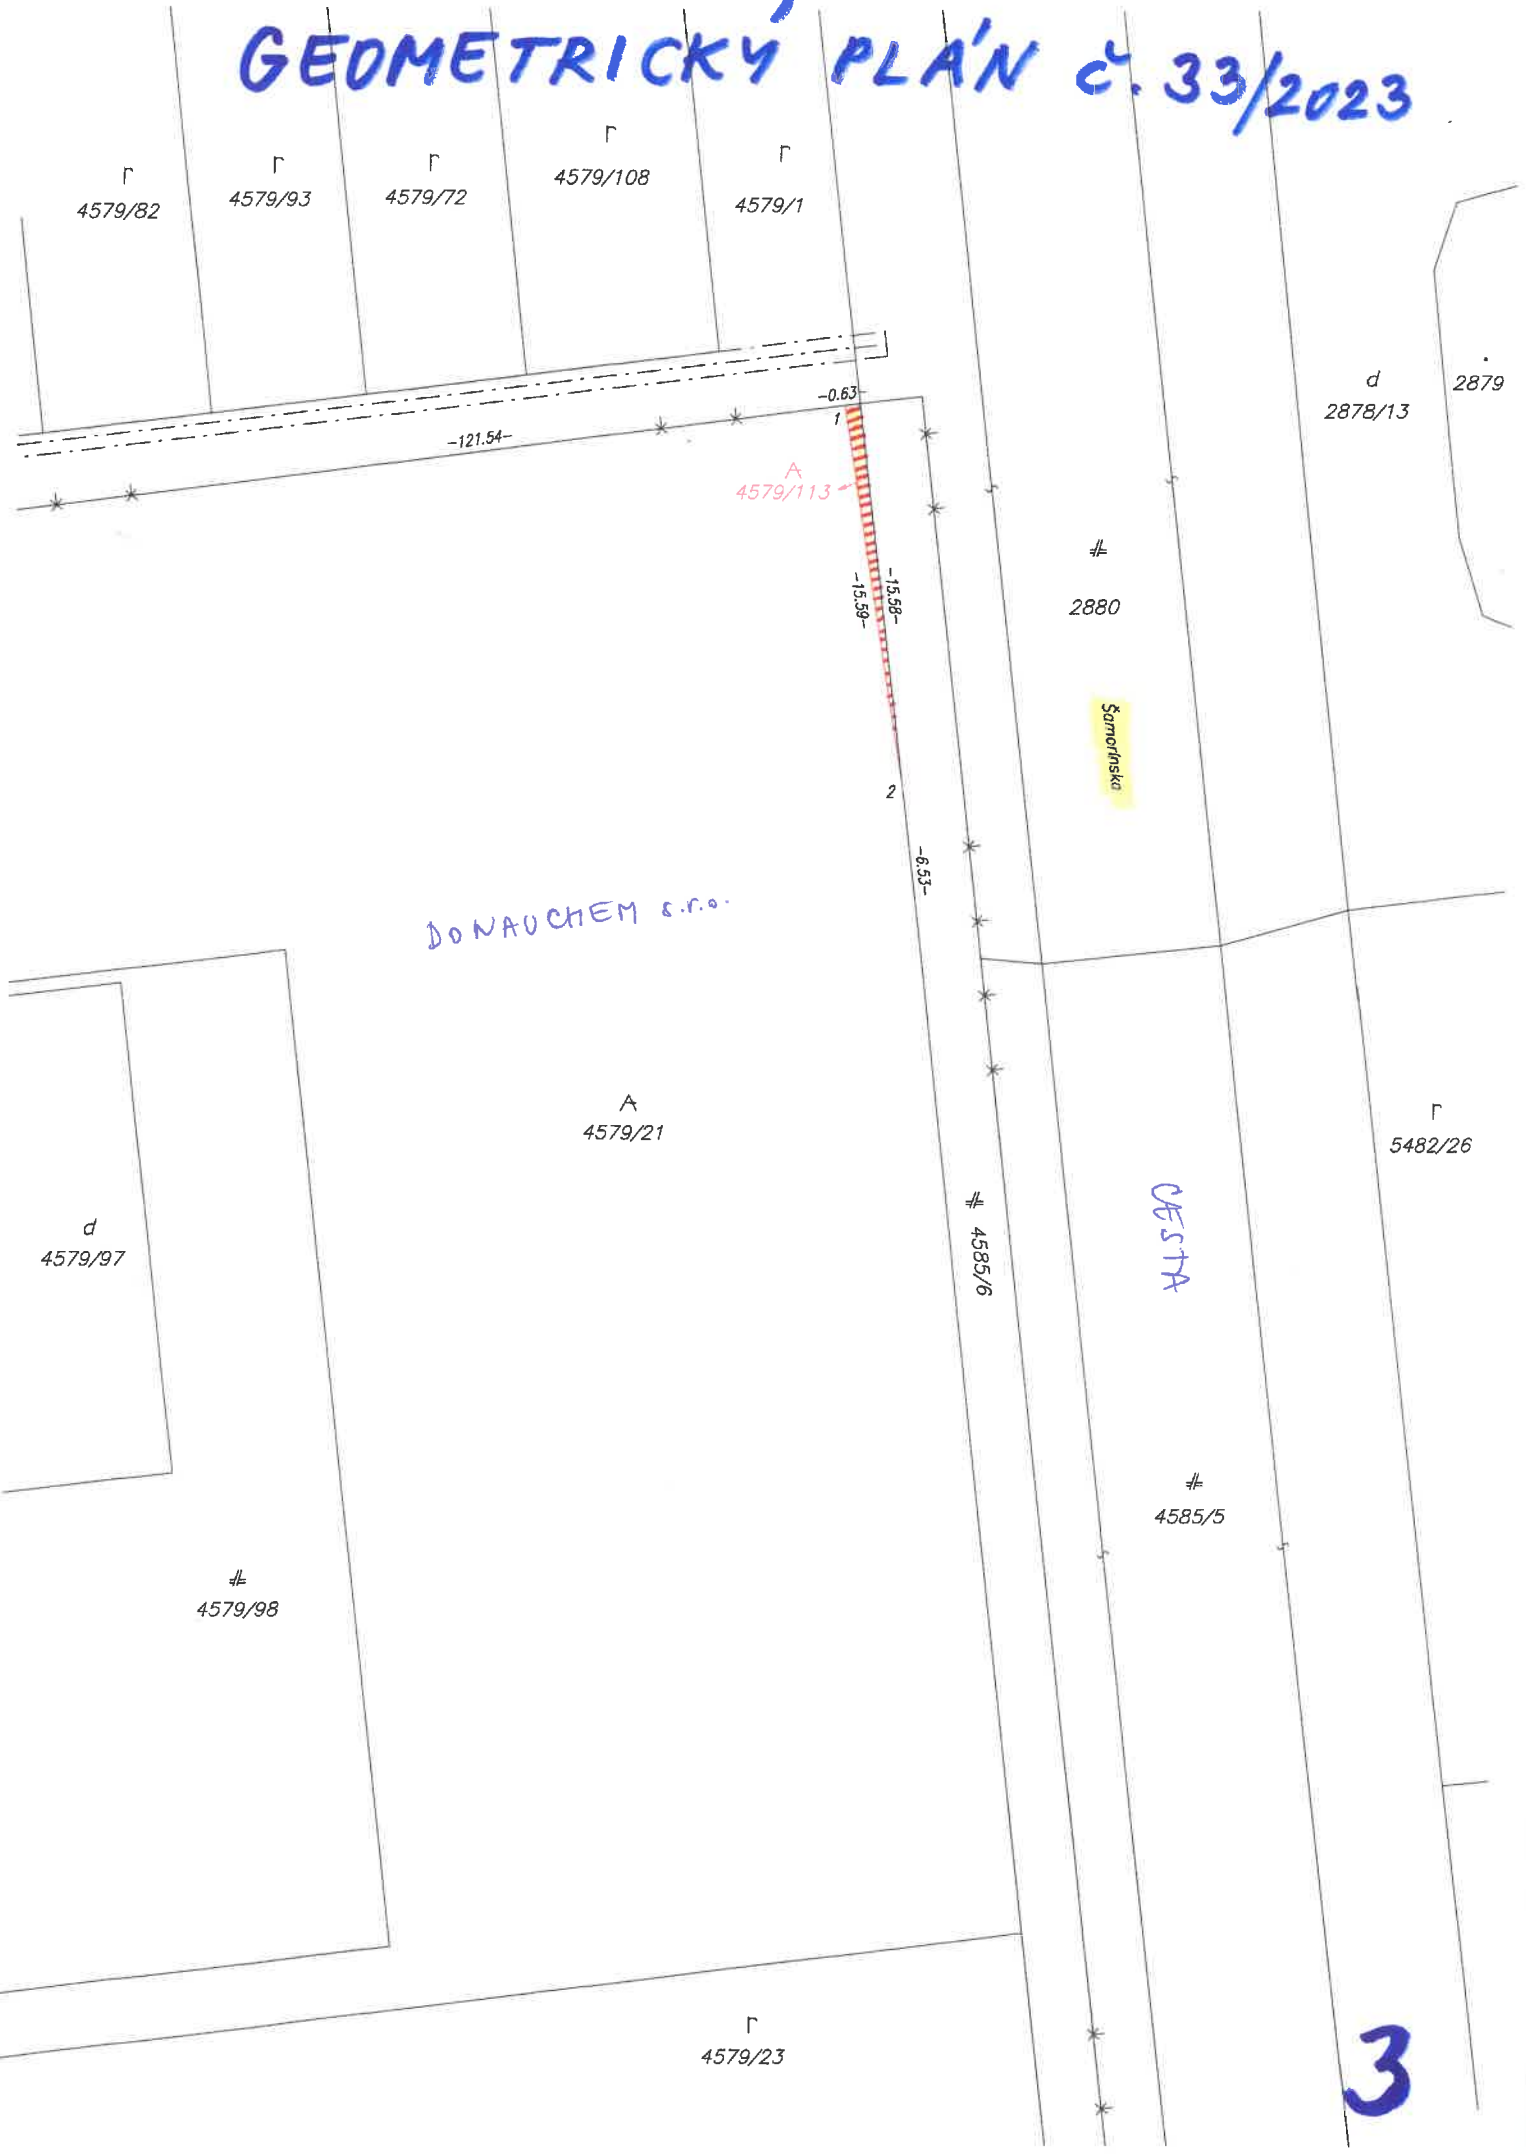 GEOMETRICKÝ PLÁN č. 33/2023
r
4579/82
r
4579/93
r
4579/72
r
4579/108
r
4579/1
d
2878/13
2879
-0.63-
1
-121.54-
A
4579/113
-15.58-
-15.59-
2
-6.53-
2880
Šamorínska
DONAUCHEM s.r.o.
A
4579/21
r
5482/26
d
4579/97
4585/6
CESTA
4585/5
4579/98
r
4579/23
3